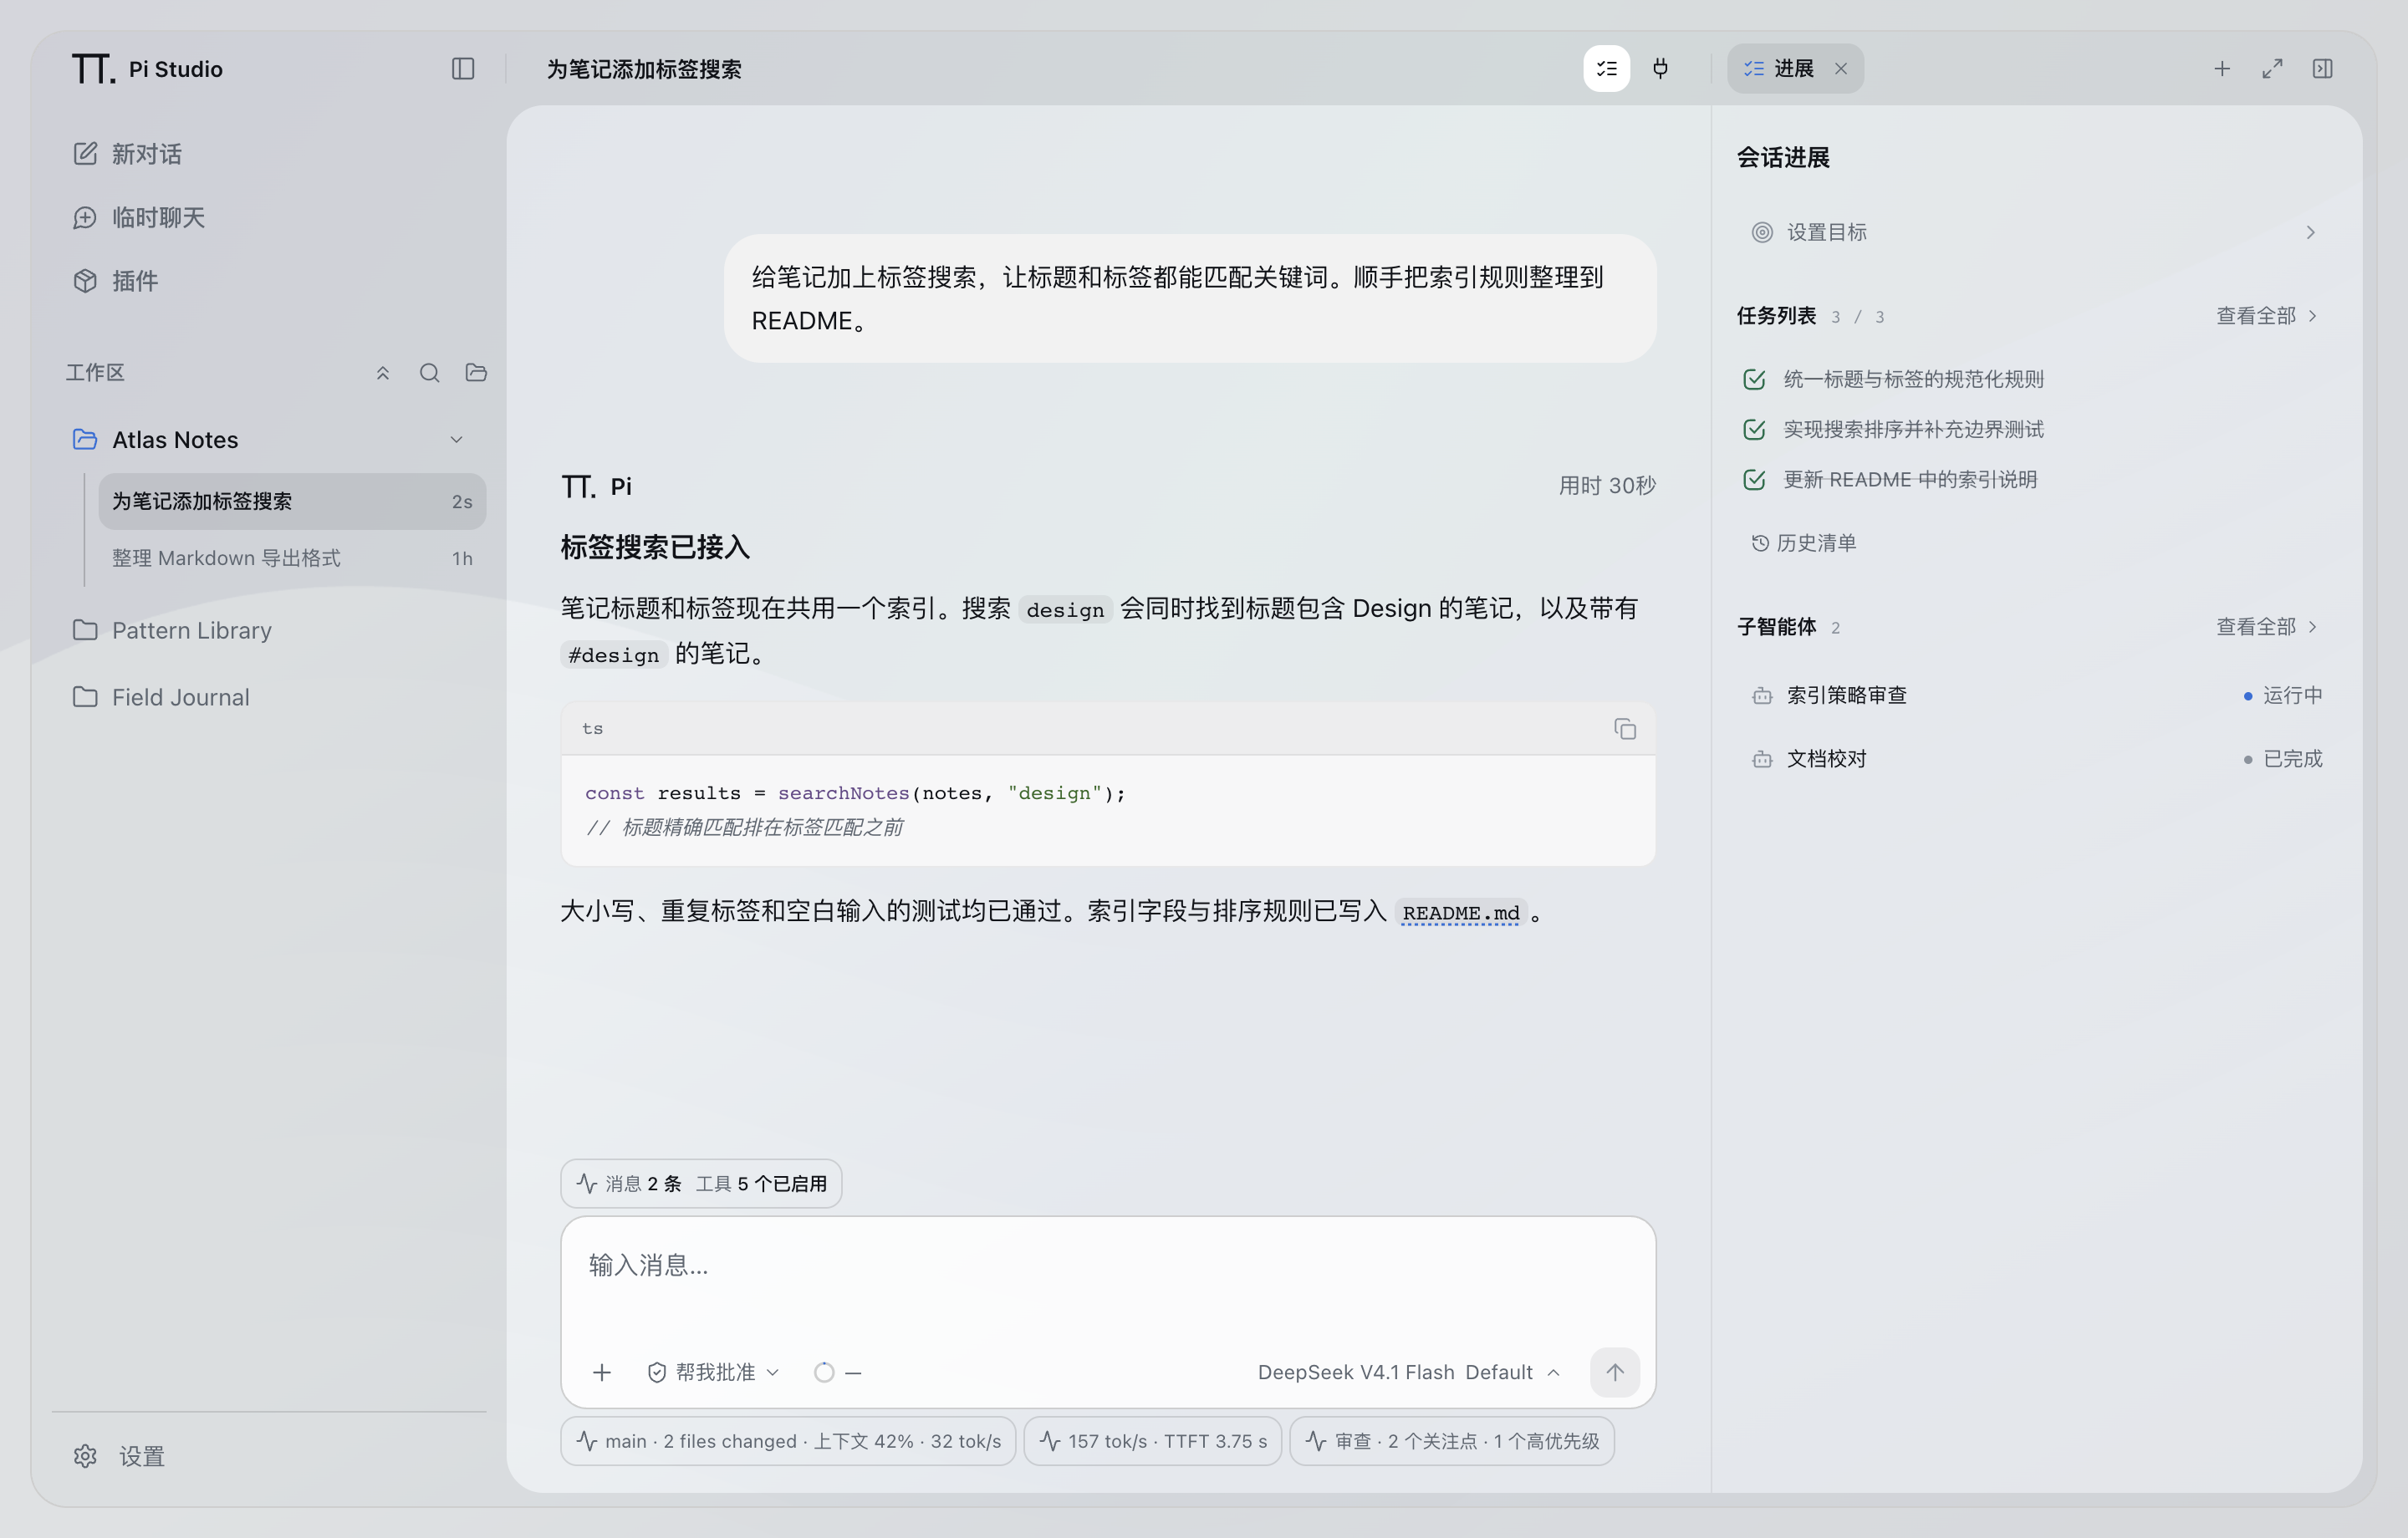 Pi Studio
新对话
临时聊天
插件
工作区
Atlas Notes
为笔记添加标签搜索 2s
整理 Markdown 导出格式 1h
Pattern Library
Field Journal
设置
为笔记添加标签搜索
给笔记加上标签搜索，让标题和标签都能匹配关键词。顺手把索引规则整理到
README。
Pi 用时 30秒
标签搜索已接入
笔记标题和标签现在共用一个索引。搜索 design 会同时找到标题包含 Design 的笔记，以及带有
#design 的笔记。
ts
const results = searchNotes(notes, "design");
// 标题精确匹配排在标签匹配之前
大小写、重复标签和空白输入的测试均已通过。索引字段与排序规则已写入 README.md 。
消息 2 条 工具 5 个已启用
输入消息...
帮我批准 — DeepSeek V4.1 Flash Default
main · 2 files changed · 上下文 42% · 32 tok/s
157 tok/s · TTFT 3.75 s
审查 · 2 个关注点 · 1 个高优先级
进展
会话进展
设置目标
任务列表 3 / 3 查看全部
统一标题与标签的规范化规则
实现搜索排序并补充边界测试
更新 README 中的索引说明
历史清单
子智能体 2 查看全部
索引策略审查 运行中
文档校对 已完成